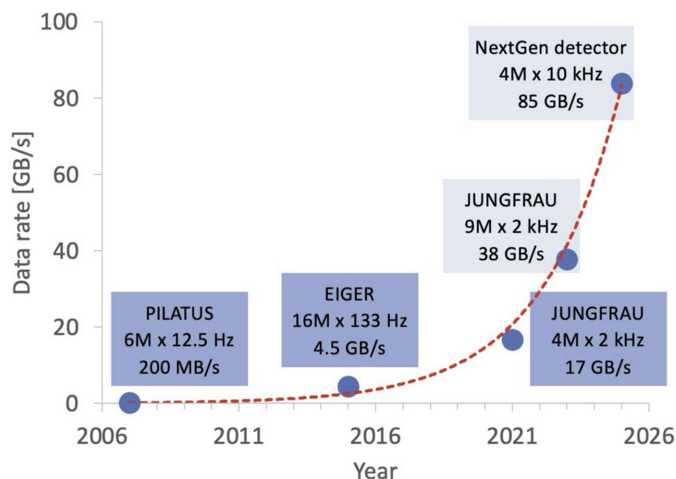 100
80
60
40
20
0
Data rate [GB/s]
NextGen detector
4M x 10 kHz
85 GB/s
JUNGFRAU
9M x 2 kHz
38 GB/s
PILATUS
6M x 12.5 Hz
200 MB/s
EIGER
16M x 133 Hz
4.5 GB/s
JUNGFRAU
4M x 2 kHz
17 GB/s
2006 2011 2016 2021 2026
Year